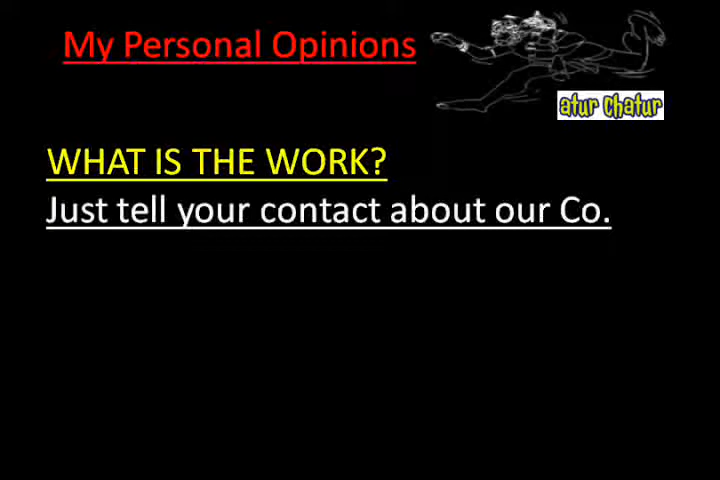 My Personal Opinions
atur Chatur
WHAT IS THE WORK?
Just tell your contact about our Co.